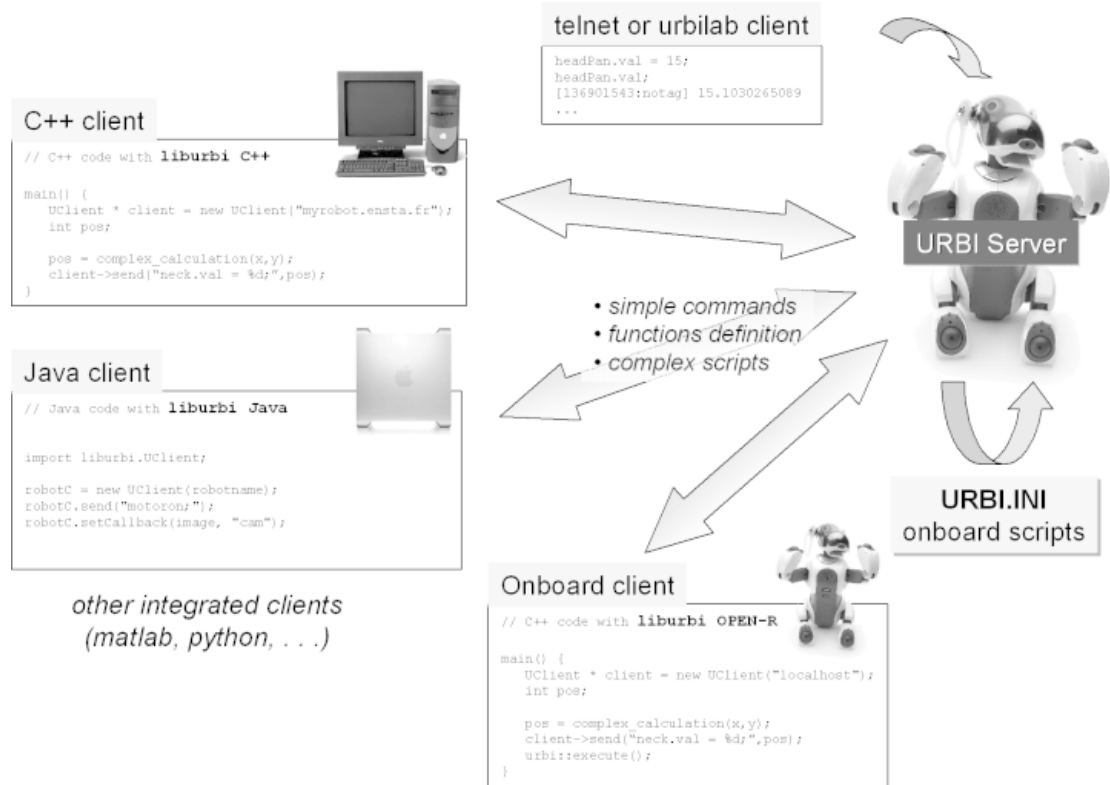 telnet or urbilab client
headPan.val = 15;
headPan.val;
[136901543:notag] 15.1030265089
...
C++ client
// C++ code with liburbi C++
main() {
UClient * client = new UClient("myrobot.ensta.fr");
int pos;
pos = complex_calculation(x,y);
client->send("neck.val = %d;",pos);
}
URBI Server
• simple commands
• functions definition
• complex scripts
Java client
// Java code with liburbi Java
import liburbi.UClient;
robotC = new UClient(robotname);
robotC.send("motoron;");
robotC.setCallback(image, "cam");
URBI.INI
onboard scripts
other integrated clients
(matlab, python, . . .)
Onboard client
// C++ code with liburbi OPEN-R
main() {
UClient * client = new UClient("localhost");
int pos;
pos = complex_calculation(x,y);
client->send("neck.val = %d;",pos);
urbi::execute();
}